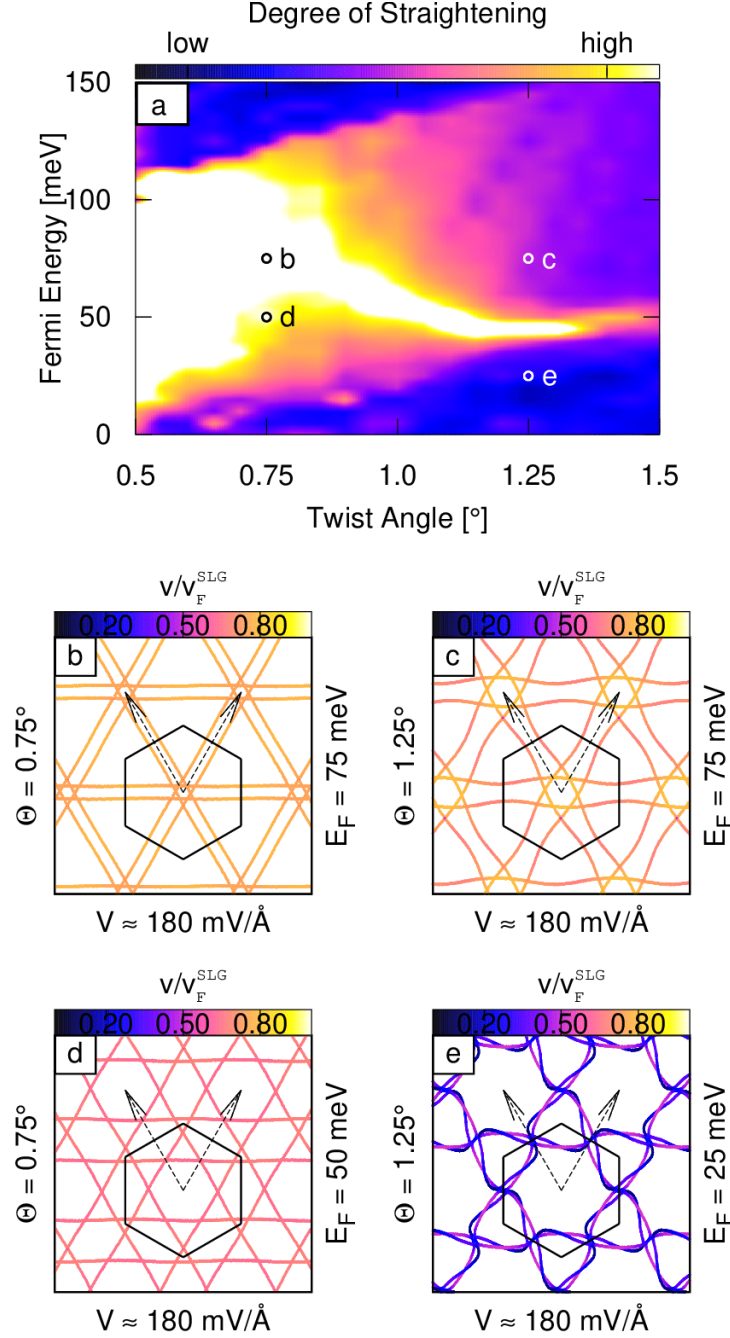 Degree of Straightening
low high
150
a
100
50
0
Fermi Energy [meV]
b
c
d
e
0.5 0.75 1.0 1.25 1.5
Twist Angle [°]
v/v_F^SLG
0.20 0.50 0.80
b
Θ = 0.75°
E_F = 75 meV
V ≈ 180 mV/Å
v/v_F^SLG
0.20 0.50 0.80
c
Θ = 1.25°
E_F = 75 meV
V ≈ 180 mV/Å
v/v_F^SLG
0.20 0.50 0.80
d
Θ = 0.75°
E_F = 50 meV
V ≈ 180 mV/Å
v/v_F^SLG
0.20 0.50 0.80
e
Θ = 1.25°
E_F = 25 meV
V ≈ 180 mV/Å